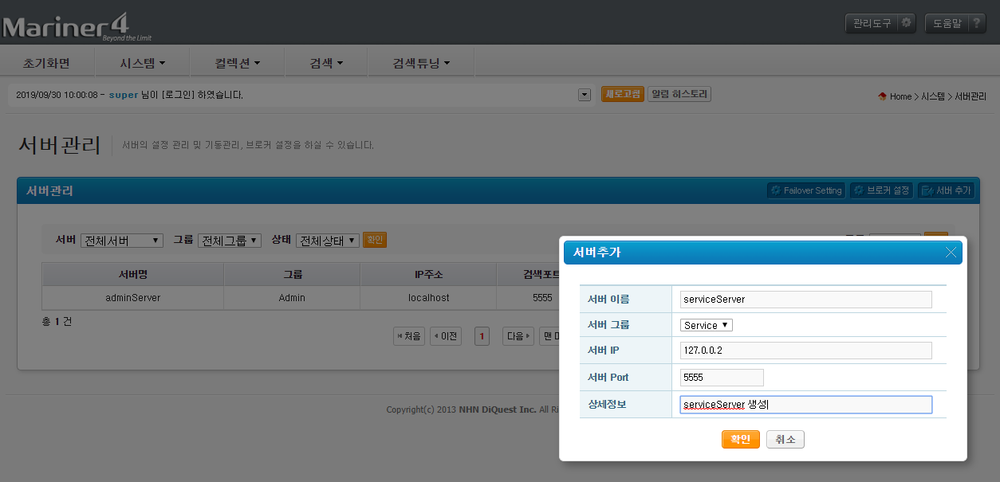 Mariner4
Beyond the Limit
관리도구
도움말 ?
초기화면 시스템 컬렉션 검색 검색튜닝
2019/09/30 10:00:08 - super 님이 [로그인] 하였습니다.
새로고침 알림 히스토리
Home > 시스템 > 서버관리
서버관리
서버의 설정 관리 및 기동관리, 브로커 설정을 하실 수 있습니다.
서버관리
Failover Setting 브로커 설정 서버 추가
서버 전체서버 그룹 전체그룹 상태 전체상태 확인
서버명 그룹 IP주소 검색포트
adminServer Admin localhost 5555
총 1 건
처음 이전 1 다음 맨
Copyright(c) 2013 NHN DiQuest Inc. All
서버추가
서버 이름 serviceServer
서버 그룹 Service
서버 IP 127.0.0.2
서버 Port 5555
상세정보 serviceServer 생성
확인 취소